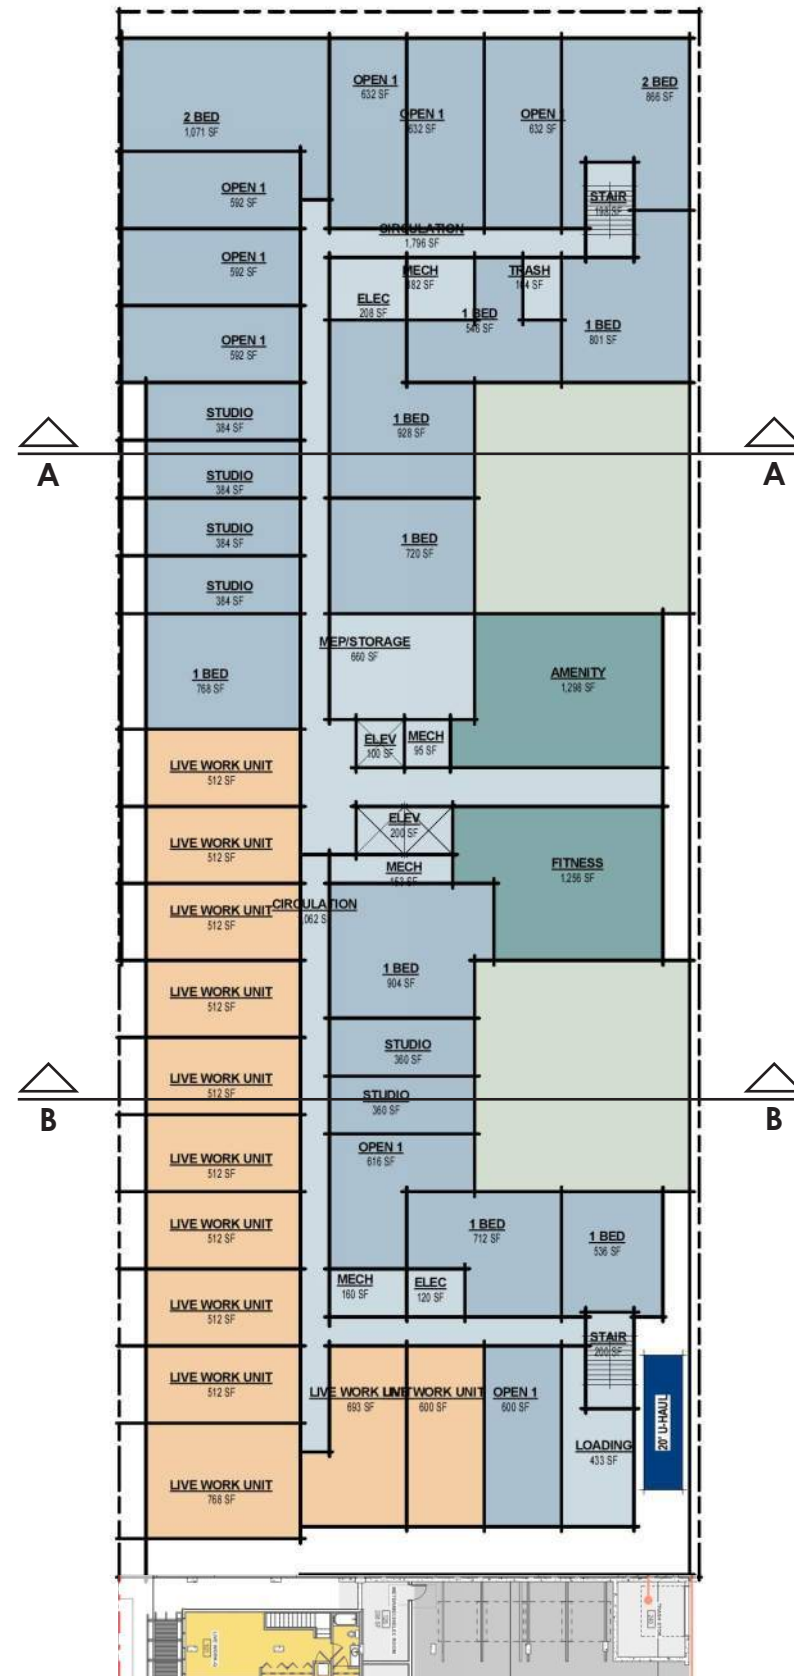 OPEN 1
632 SF
2 BED
866 SF
2 BED
1,071 SF
OPEN 1
632 SF
OPEN 1
632 SF
OPEN 1
592 SF
STAIR
198 SF
CIRCULATION
1,796 SF
OPEN 1
592 SF
MECH
182 SF
TRASH
ELEC
208 SF
1 BED
546 SF
1 BED
801 SF
OPEN 1
592 SF
STUDIO
384 SF
1 BED
928 SF
A
A
STUDIO
384 SF
STUDIO
384 SF
1 BED
720 SF
STUDIO
384 SF
MEP/STORAGE
660 SF
1 BED
768 SF
AMENITY
1,298 SF
ELEV
100 SF
MECH
95 SF
LIVE WORK UNIT
512 SF
ELEV
200 SF
LIVE WORK UNIT
512 SF
MECH
153 SF
FITNESS
1,256 SF
CIRCULATION
LIVE WORK UNIT
512 SF
1 BED
904 SF
LIVE WORK UNIT
512 SF
STUDIO
360 SF
LIVE WORK UNIT
512 SF
STUDIO
360 SF
B
B
OPEN 1
616 SF
LIVE WORK UNIT
512 SF
LIVE WORK UNIT
512 SF
1 BED
712 SF
1 BED
536 SF
MECH
160 SF
ELEC
120 SF
LIVE WORK UNIT
512 SF
STAIR
200 SF
LIVE WORK UNIT
512 SF
LIVE WORK UNIT
693 SF
LIVE WORK UNIT
600 SF
OPEN 1
600 SF
20' U-HAUL
LOADING
433 SF
LIVE WORK UNIT
768 SF